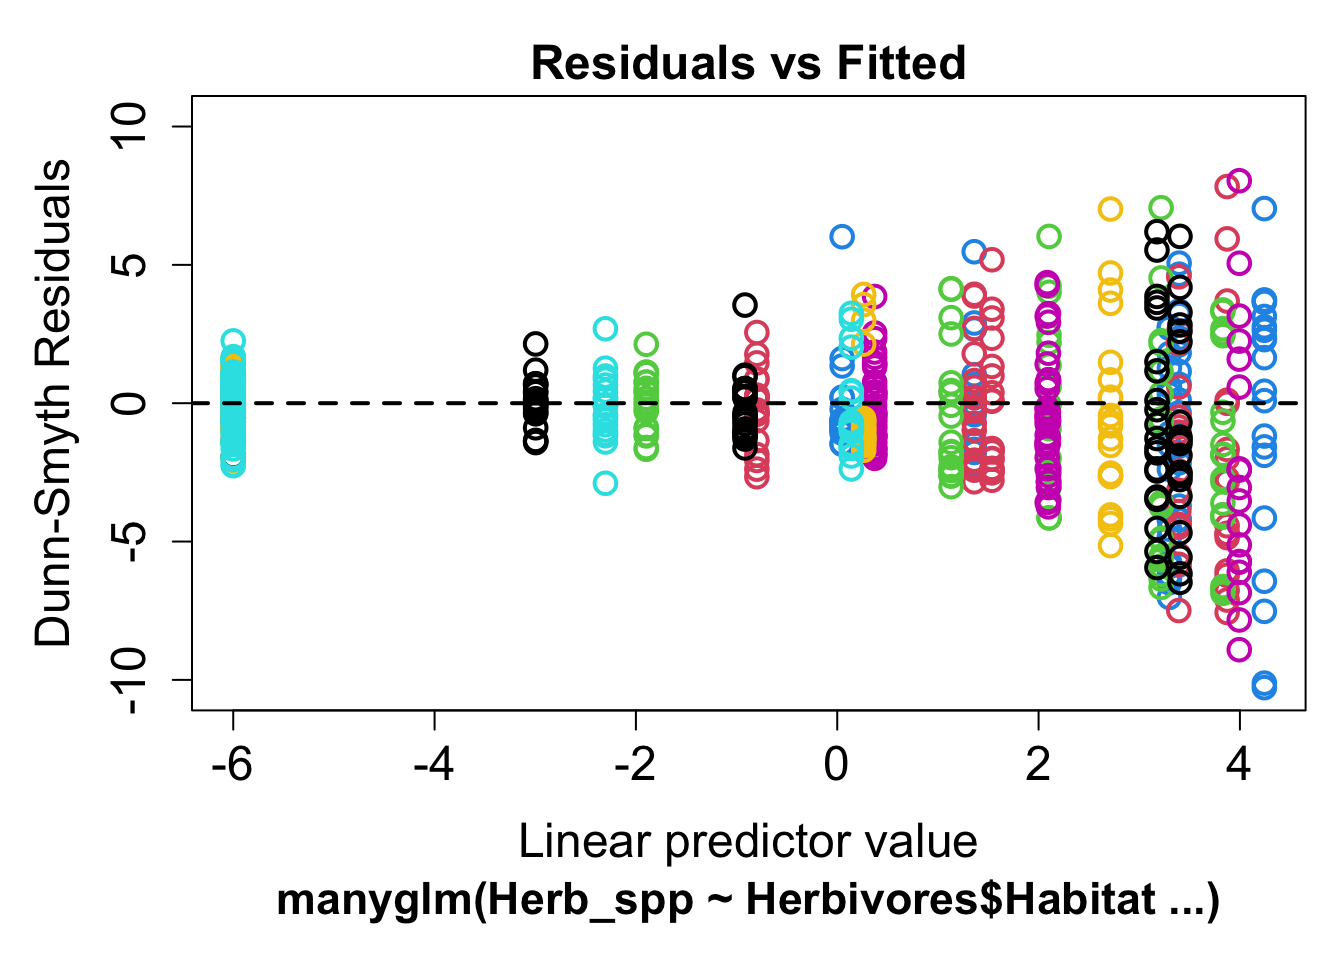 Residuals vs Fitted
Dunn-Smyth Residuals
10
5
0
-5
-10
-6 -4 -2 0 2 4
Linear predictor value
manyglm(Herb_spp ~ Herbivores$Habitat ...)